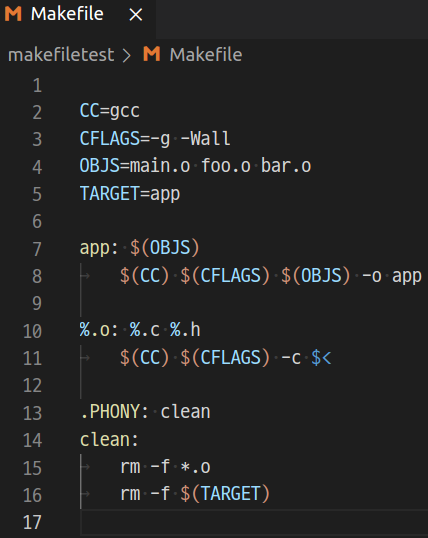 Makefile ×
makefiletest > Makefile
1
2 CC=gcc
3 CFLAGS=-g -Wall
4 OBJS=main.o foo.o bar.o
5 TARGET=app
6
7 app: $(OBJS)
8 $(CC) $(CFLAGS) $(OBJS) -o app
9
10 %.o: %.c %.h
11 $(CC) $(CFLAGS) -c $<
12
13 .PHONY: clean
14 clean:
15 rm -f *.o
16 rm -f $(TARGET)
17